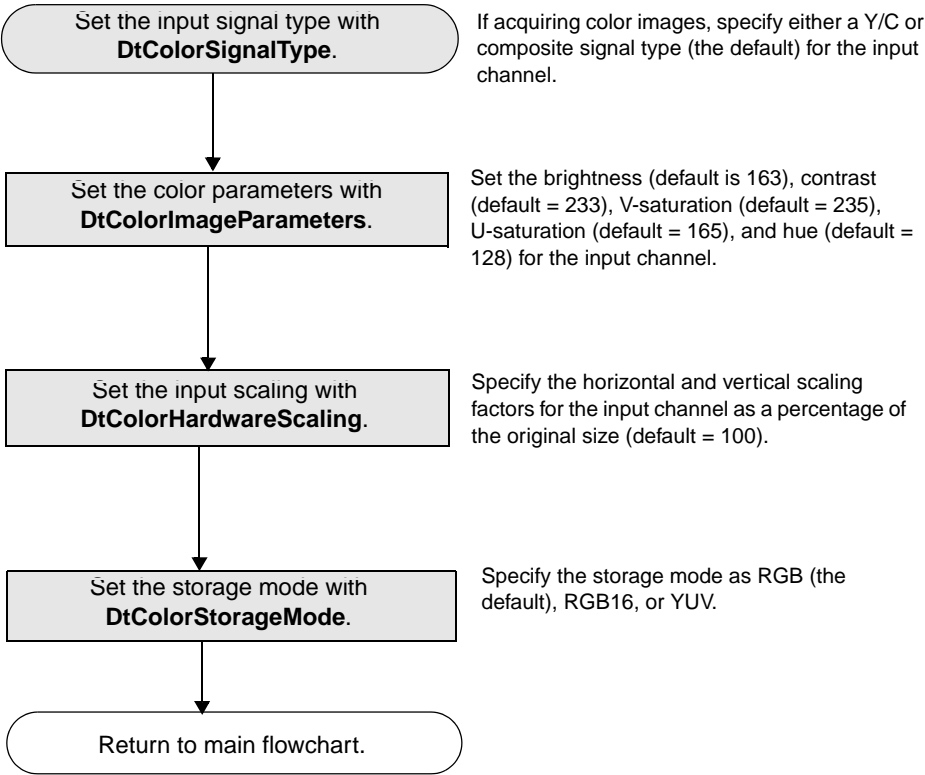 Set the input signal type with
DtColorSignalType.
If acquiring color images, specify either a Y/C or
composite signal type (the default) for the input
channel.
Set the color parameters with
DtColorImageParameters.
Set the brightness (default is 163), contrast
(default = 233), V-saturation (default = 235),
U-saturation (default = 165), and hue (default =
128) for the input channel.
Set the input scaling with
DtColorHardwareScaling.
Specify the horizontal and vertical scaling
factors for the input channel as a percentage of
the original size (default = 100).
Set the storage mode with
DtColorStorageMode.
Specify the storage mode as RGB (the
default), RGB16, or YUV.
Return to main flowchart.